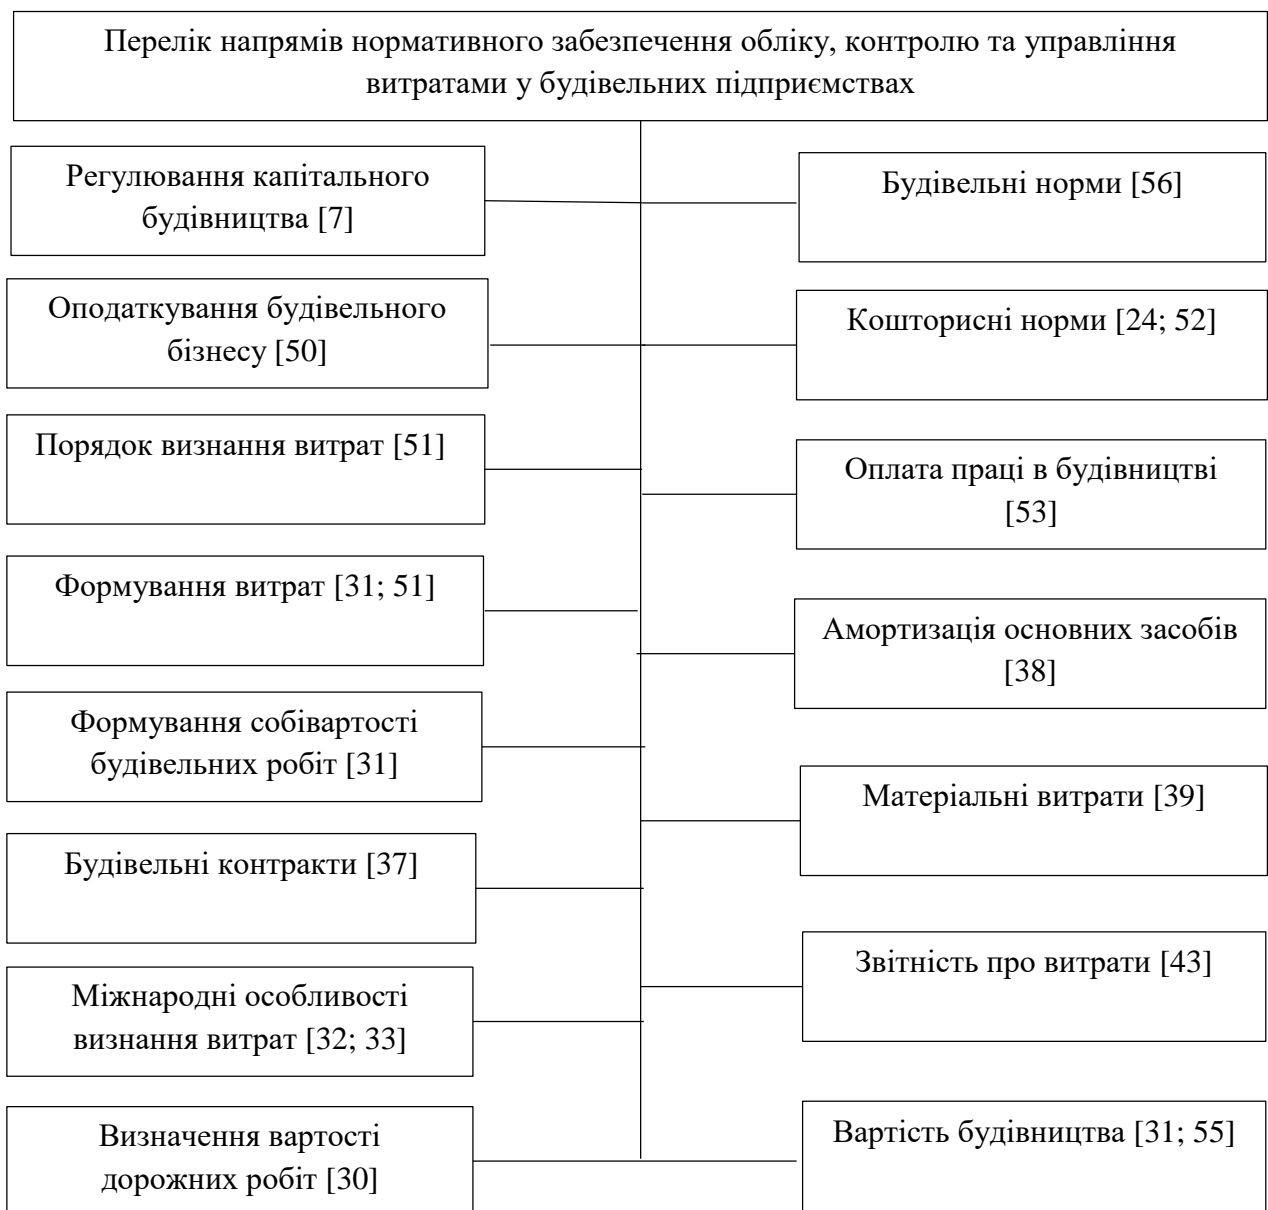 Перелік напрямів нормативного забезпечення обліку, контролю та управління
витратами у будівельних підприємствах
Регулювання капітального
будівництва [7]
Будівельні норми [56]
Оподаткування будівельного
бізнесу [50]
Кошторисні норми [24; 52]
Порядок визнання витрат [51]
Оплата праці в будівництві
[53]
Формування витрат [31; 51]
Амортизація основних засобів
[38]
Формування собівартості
будівельних робіт [31]
Матеріальні витрати [39]
Будівельні контракти [37]
Звітність про витрати [43]
Міжнародні особливості
визнання витрат [32; 33]
Визначення вартості
дорожних робіт [30]
Вартість будівництва [31; 55]